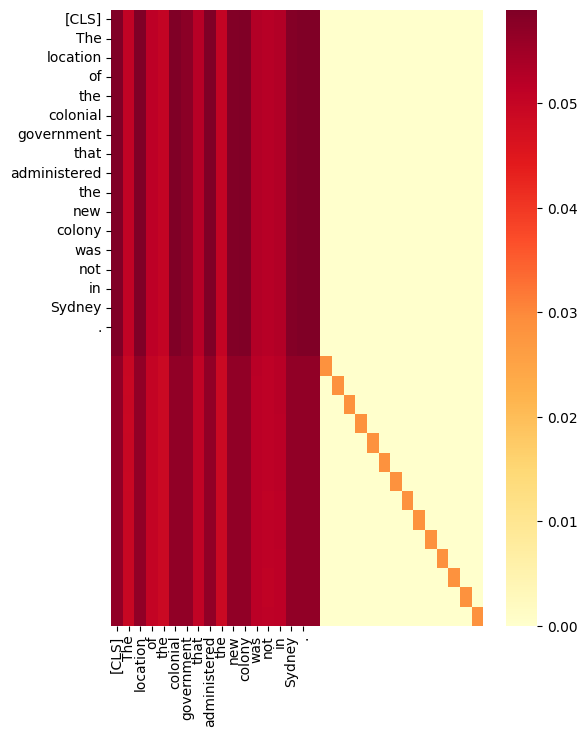 [CLS]
The
location
of
the
colonial
government
that
administered
the
new
colony
was
not
in
Sydney
.
0.05
0.04
0.03
0.02
0.01
0.00
[CLS]
The
location
of
the
colonial
government
that
administered
the
new
colony
was
not
in
Sydney
.